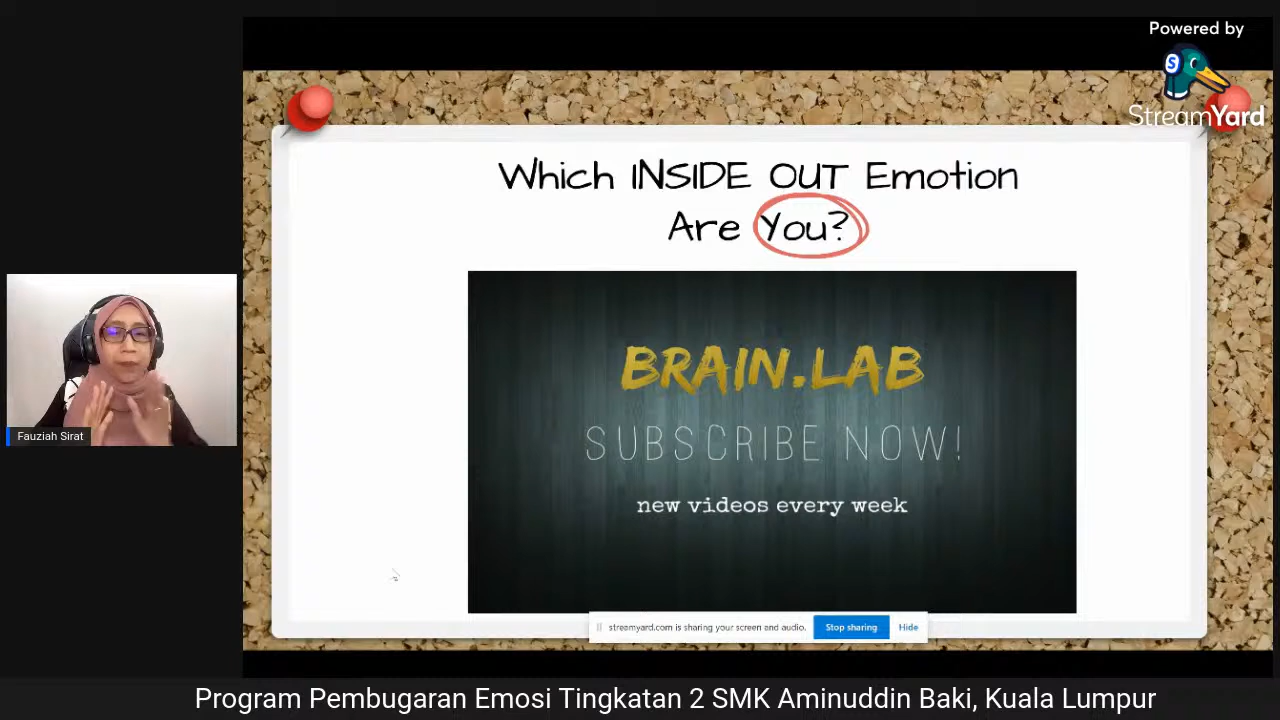 Powered by
StreamYard
Which INSIDE OUT Emotion
Are You?
BRAIN.LAB
SUBSCRIBE NOW!
new videos every week
Fauziah Sirat
streamyard.com is sharing your screen and audio.
Stop sharing
Hide
Program Pembugaran Emosi Tingkatan 2 SMK Aminuddin Baki, Kuala Lumpur